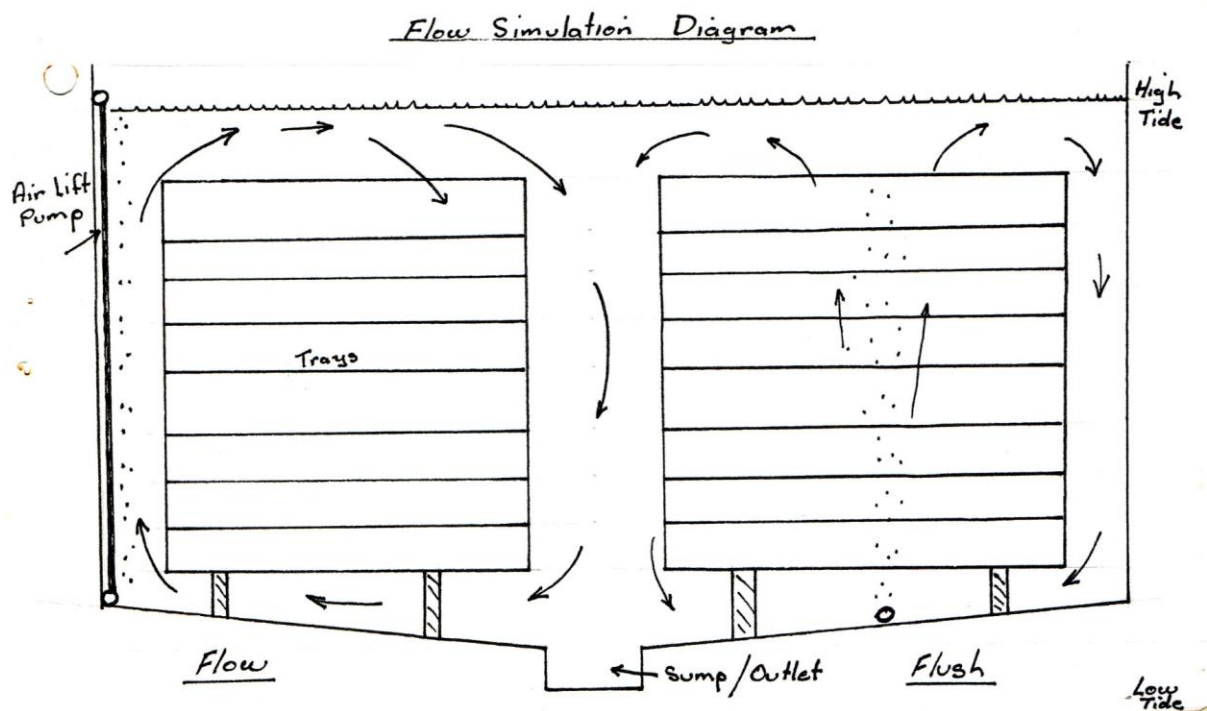 Flow Simulation Diagram
High
Tide
Air Lift
Pump
Trays
Flow
Sump/Outlet
Flush
Low
Tide